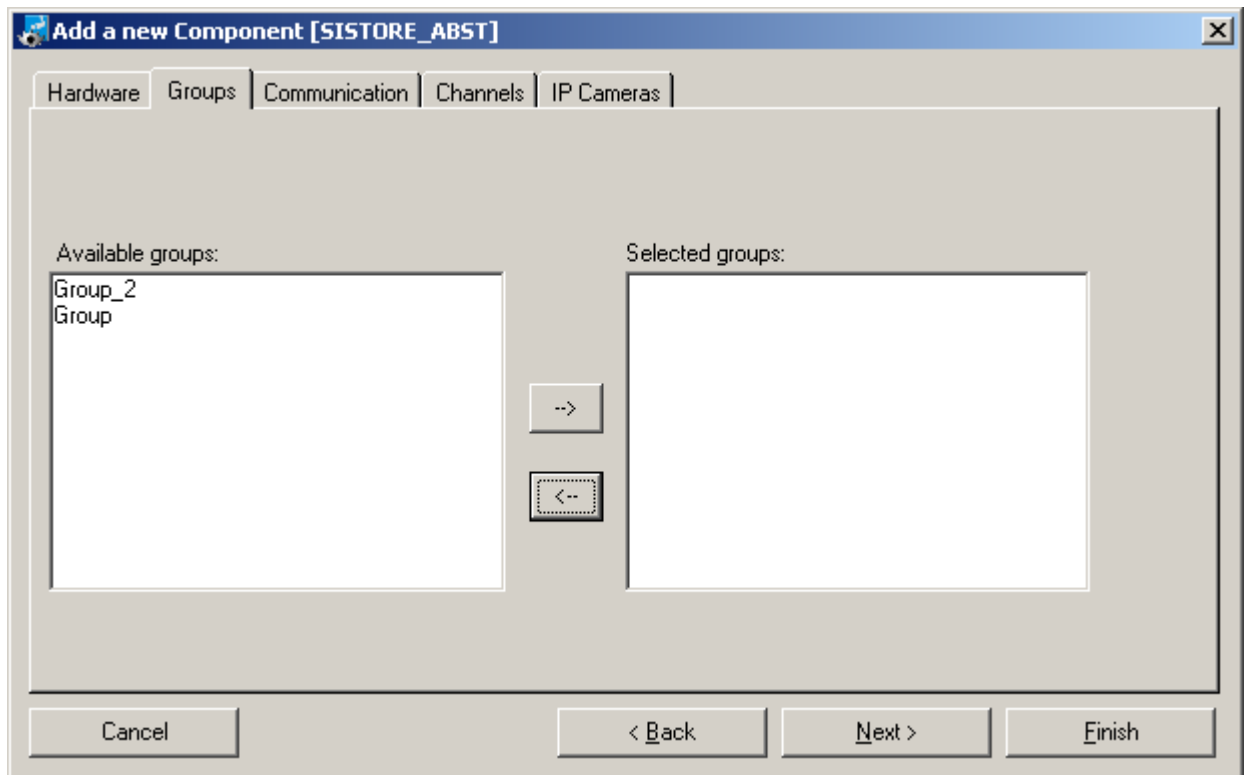 Add a new Component [SISTORE_ABST]
Hardware Groups Communication Channels IP Cameras
Available groups: Selected groups:
Group_2
Group
-->
<--
Cancel < Back Next > Finish